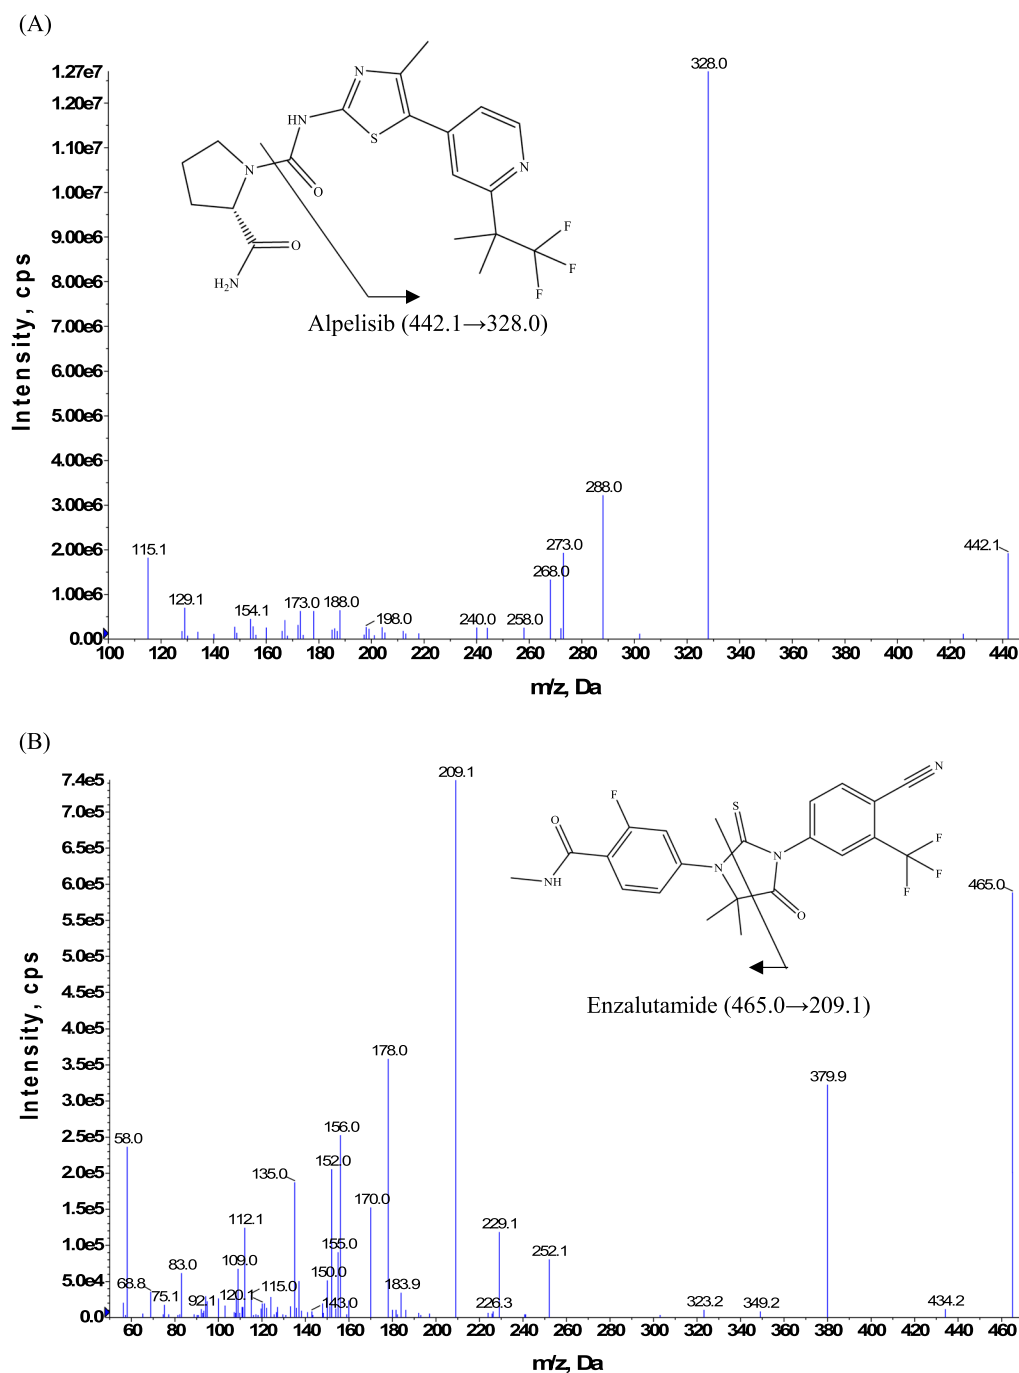 (A)
1.27e7
1.20e7
1.10e7
1.00e7
9.00e6
8.00e6
7.00e6
6.00e6
5.00e6
4.00e6
3.00e6
2.00e6
1.00e6
0.00
Intensity, cps
328.0
288.0
273.0
268.0
442.1
115.1
129.1
154.1
173.0
188.0
198.0
240.0
258.0
N
HN
S
N
O
N
O
H2N
F
F
F
Alpelisib (442.1→328.0)
100 120 140 160 180 200 220 240 260 280 300 320 340 360 380 400 420 440
m/z, Da
(B)
7.4e5
7.0e5
6.5e5
6.0e5
5.5e5
5.0e5
4.5e5
4.0e5
3.5e5
3.0e5
2.5e5
2.0e5
1.5e5
1.0e5
5.0e4
0.0
Intensity, cps
209.1
465.0
178.0
379.9
156.0
58.0
152.0
135.0
170.0
112.1
229.1
155.0
252.1
109.0
83.0
150.0
68.8
75.1
92.1
120.1
115.0
143.0
183.9
226.3
323.2
349.2
434.2
N
F
S
O
F
N
N
F
NH
F
O
Enzalutamide (465.0→209.1)
60 80 100 120 140 160 180 200 220 240 260 280 300 320 340 360 380 400 420 440 460
m/z, Da